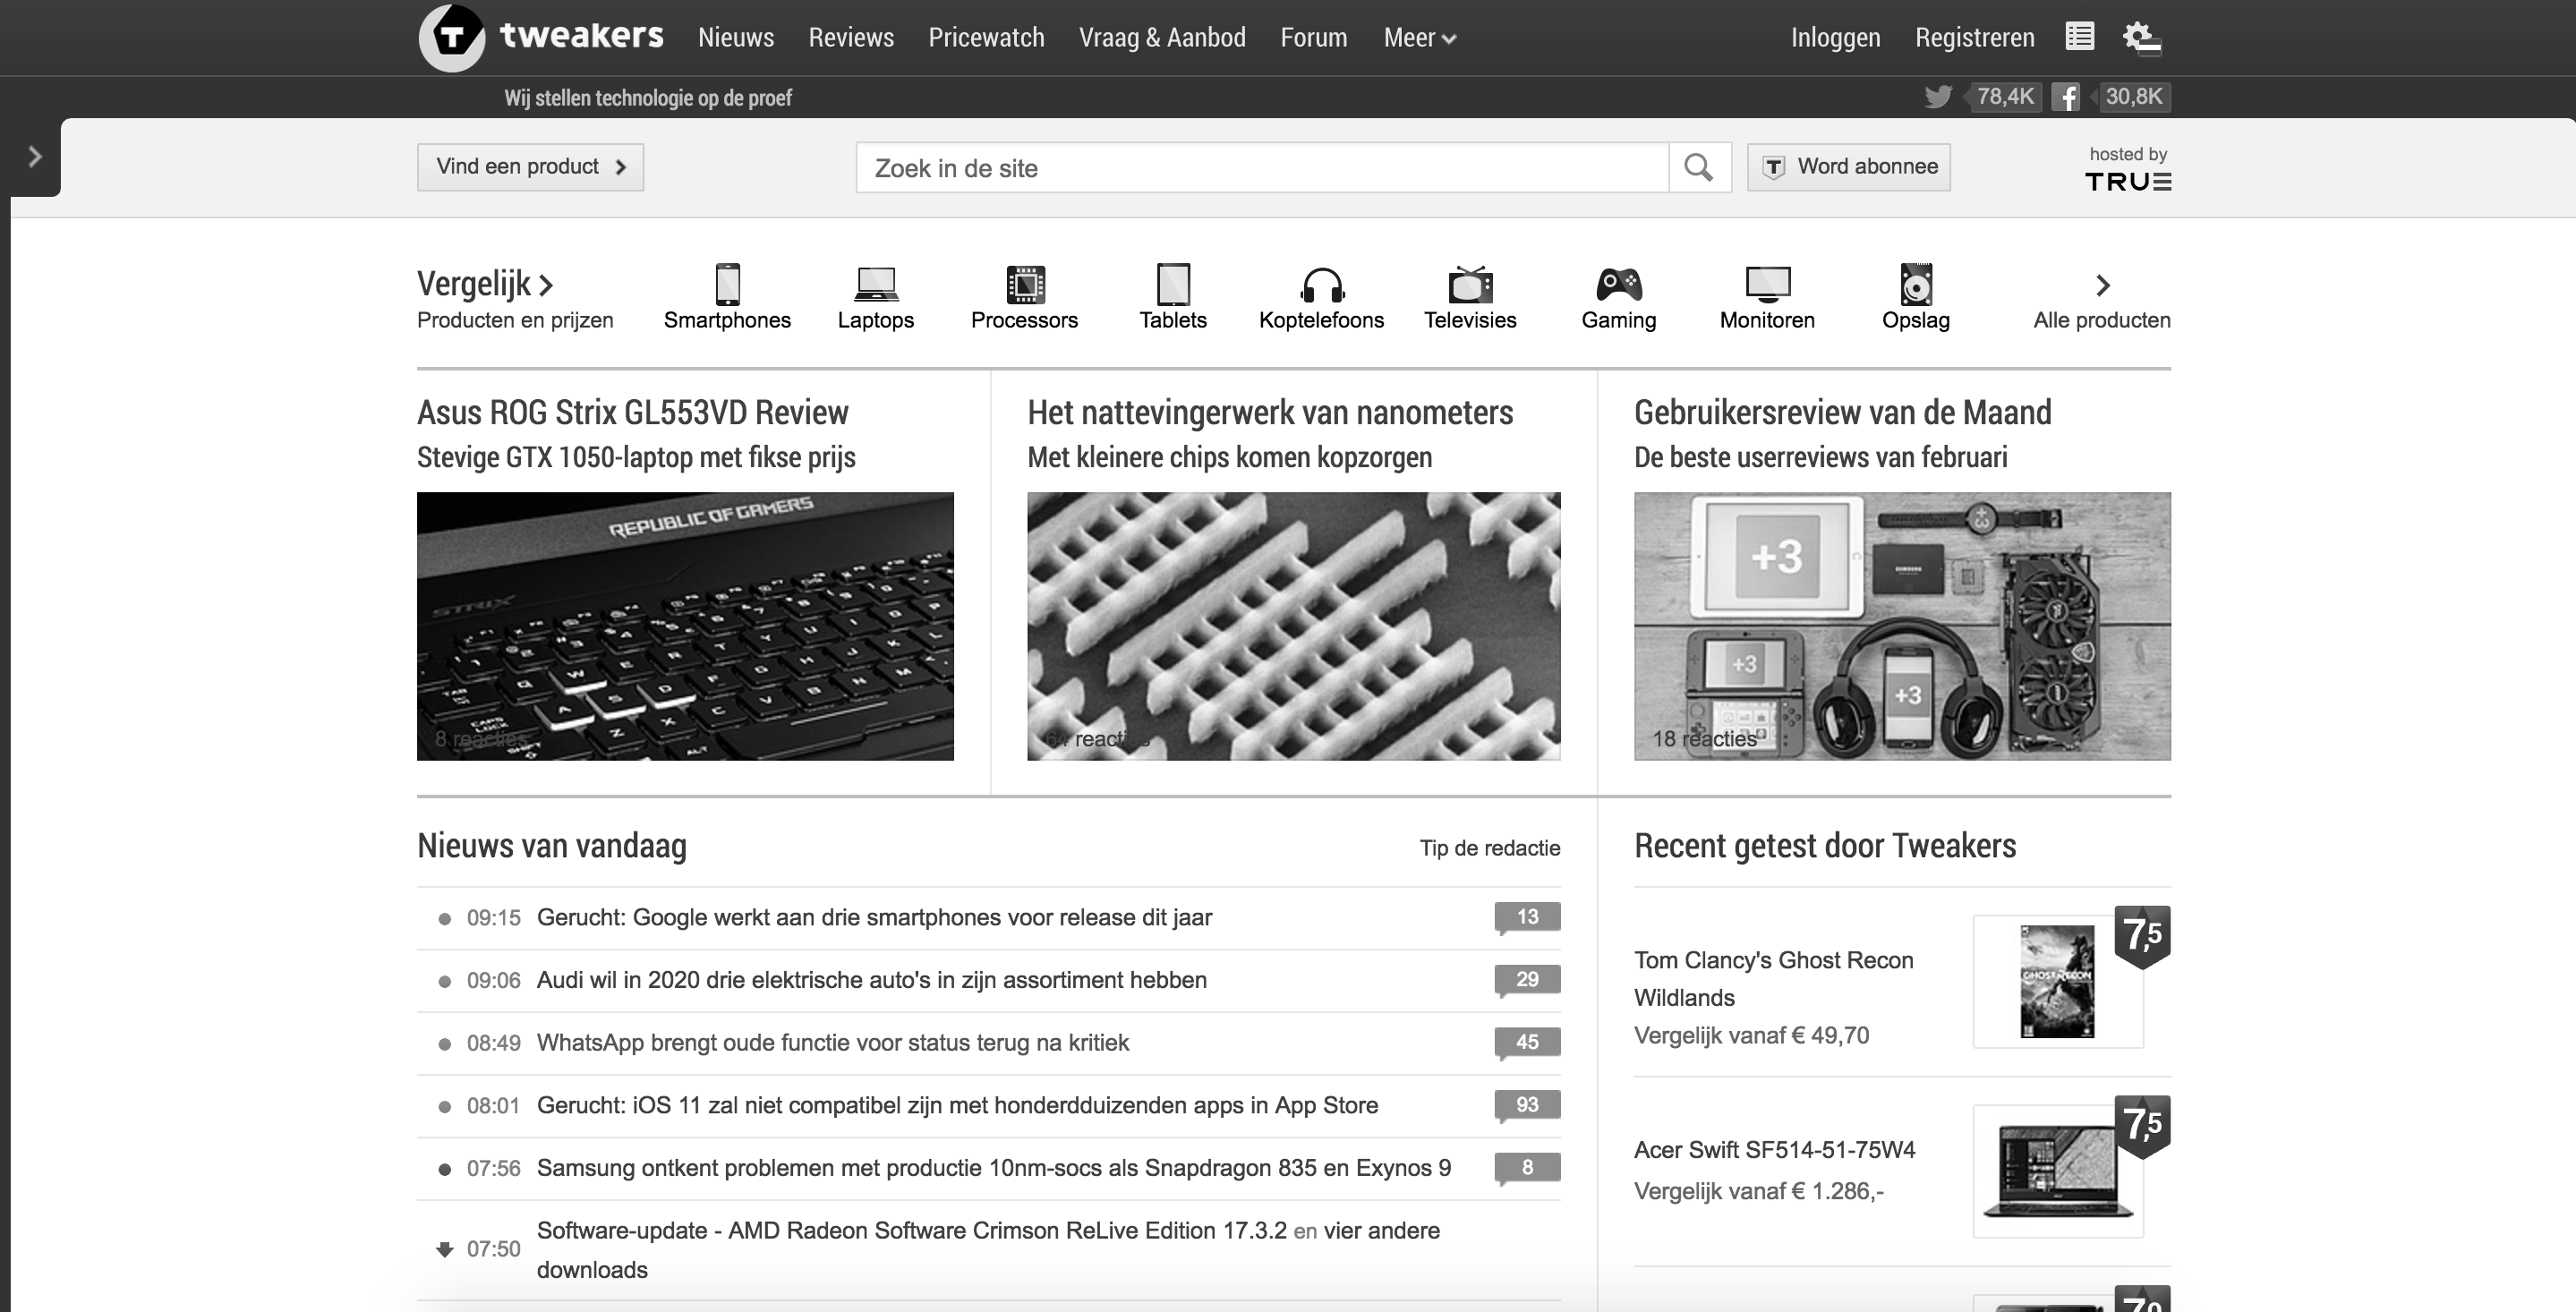 tweakers
Nieuws
Reviews
Pricewatch
Vraag & Aanbod
Forum
Meer
Inloggen
Registreren
Wij stellen technologie op de proef
78,4K
30,8K
Vind een product
Zoek in de site
Word abonnee
hosted by
TRUE
Vergelijk
Producten en prijzen
Smartphones
Laptops
Processors
Tablets
Koptelefoons
Televisies
Gaming
Monitoren
Opslag
Alle producten
Asus ROG Strix GL553VD Review
Stevige GTX 1050-laptop met fikse prijs
REPUBLIC OF GAMERS
STRIX
8 reacties
Het nattevingerwerk van nanometers
Met kleinere chips komen kopzorgen
64 reacties
Gebruikersreview van de Maand
De beste userreviews van februari
+3
+3
SAMSUNG
+3
+3
18 reacties
Nieuws van vandaag
Tip de redactie
09:15 Gerucht: Google werkt aan drie smartphones voor release dit jaar 13
09:06 Audi wil in 2020 drie elektrische auto's in zijn assortiment hebben 29
08:49 WhatsApp brengt oude functie voor status terug na kritiek 45
08:01 Gerucht: iOS 11 zal niet compatibel zijn met honderdduizenden apps in App Store 93
07:56 Samsung ontkent problemen met productie 10nm-socs als Snapdragon 835 en Exynos 9 8
07:50 Software-update - AMD Radeon Software Crimson ReLive Edition 17.3.2 en vier andere
downloads
Recent getest door Tweakers
Tom Clancy's Ghost Recon
Wildlands
Vergelijk vanaf € 49,70
GHOST RECON
7,5
Acer Swift SF514-51-75W4
Vergelijk vanaf € 1.286,-
7,5